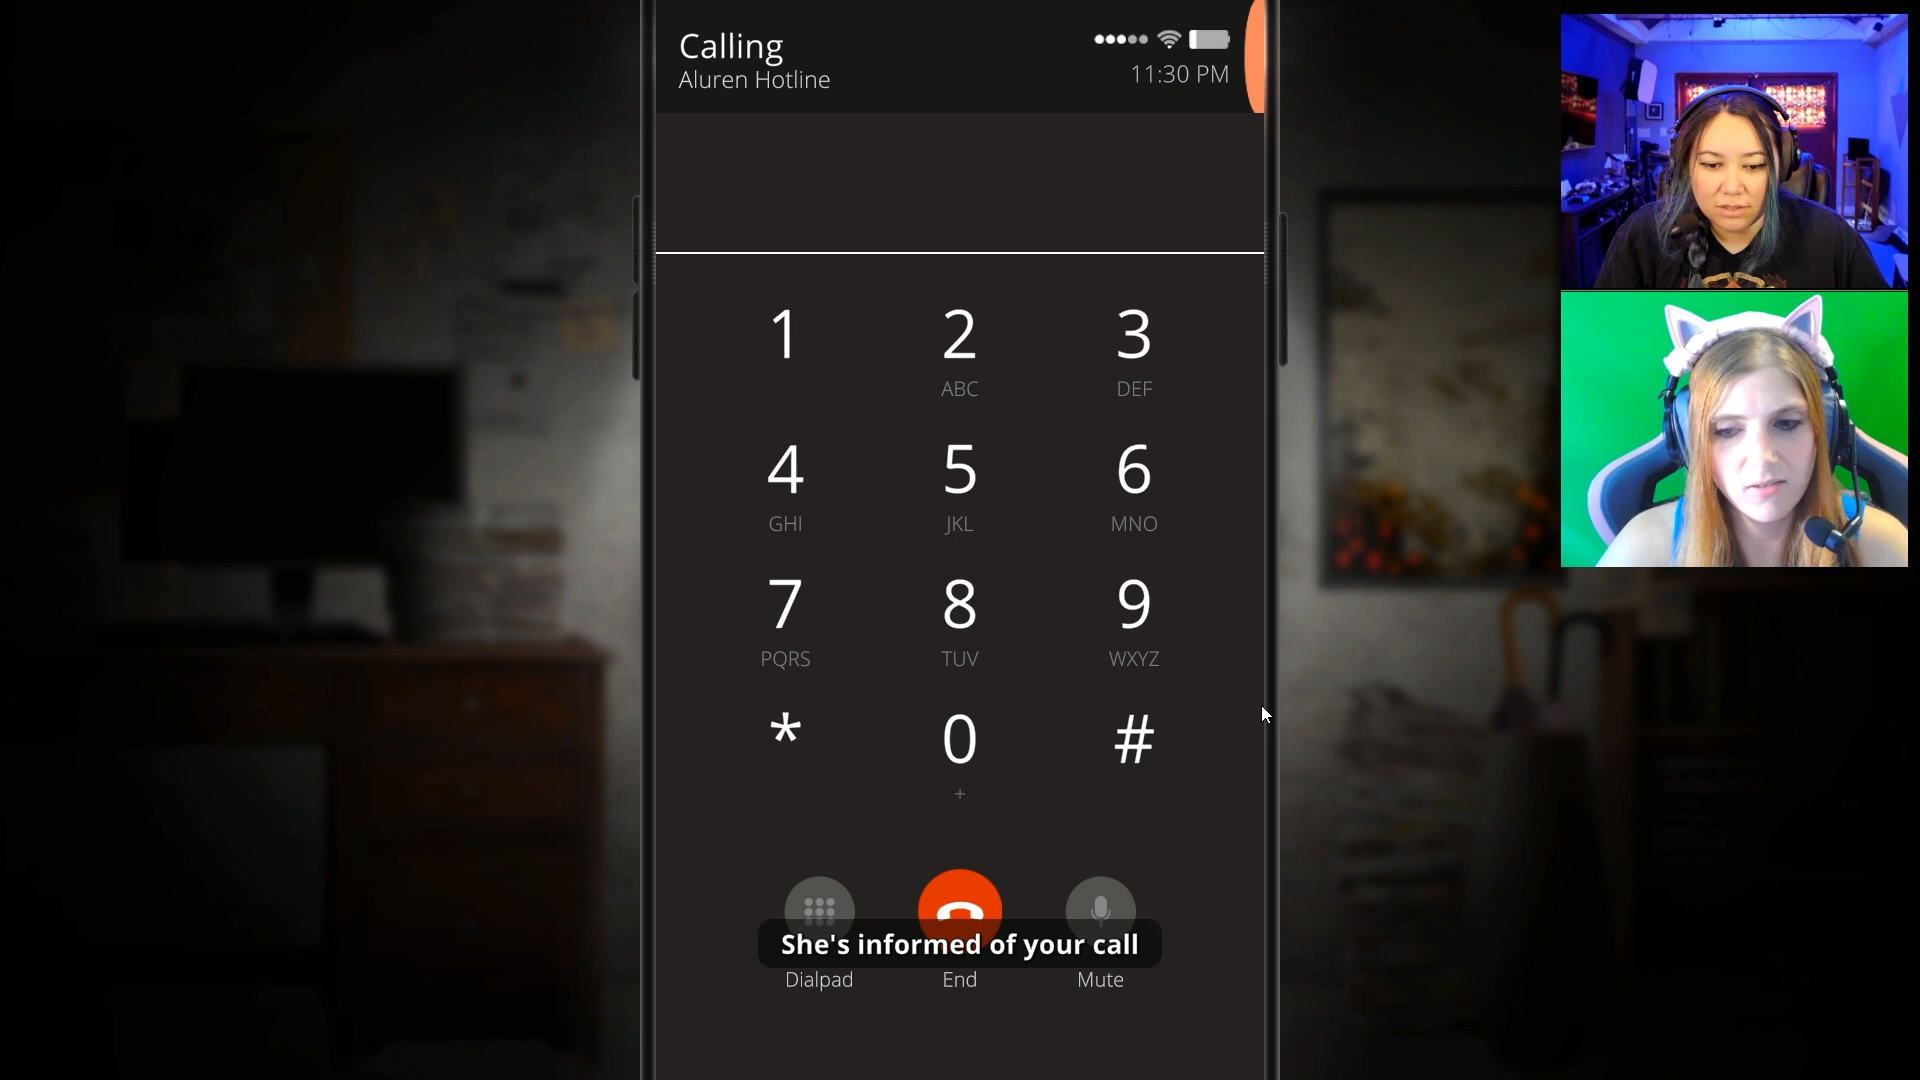 Calling
Aluren Hotline
11:30 PM
1
2
3
ABC
DEF
4
5
6
GHI
JKL
MNO
7
8
9
PQRS
TUV
WXYZ
*
0
#
+
She's informed of your call
Dialpad
End
Mute